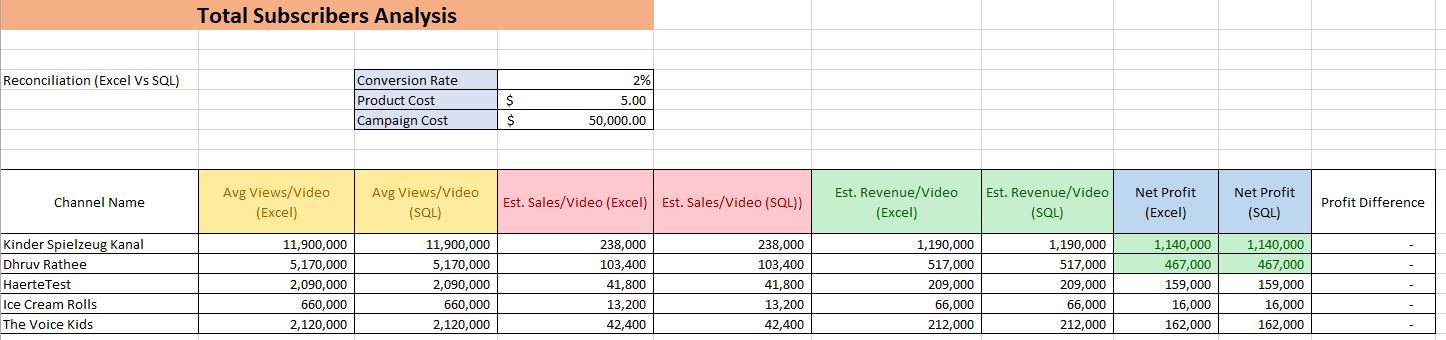 Total Subscribers Analysis
Reconciliation (Excel Vs SQL) Conversion Rate 2%
Product Cost $ 5.00
Campaign Cost $ 50,000.00
Channel Name Avg Views/Video (Excel) Avg Views/Video (SQL) Est. Sales/Video (Excel) Est. Sales/Video (SQL)) Est. Revenue/Video (Excel) Est. Revenue/Video (SQL) Net Profit (Excel) Net Profit (SQL) Profit Difference
Kinder Spielzeug Kanal 11,900,000 11,900,000 238,000 238,000 1,190,000 1,190,000 1,140,000 1,140,000 -
Dhruv Rathee 5,170,000 5,170,000 103,400 103,400 517,000 517,000 467,000 467,000 -
HaerteTest 2,090,000 2,090,000 41,800 41,800 209,000 209,000 159,000 159,000 -
Ice Cream Rolls 660,000 660,000 13,200 13,200 66,000 66,000 16,000 16,000 -
The Voice Kids 2,120,000 2,120,000 42,400 42,400 212,000 212,000 162,000 162,000 -